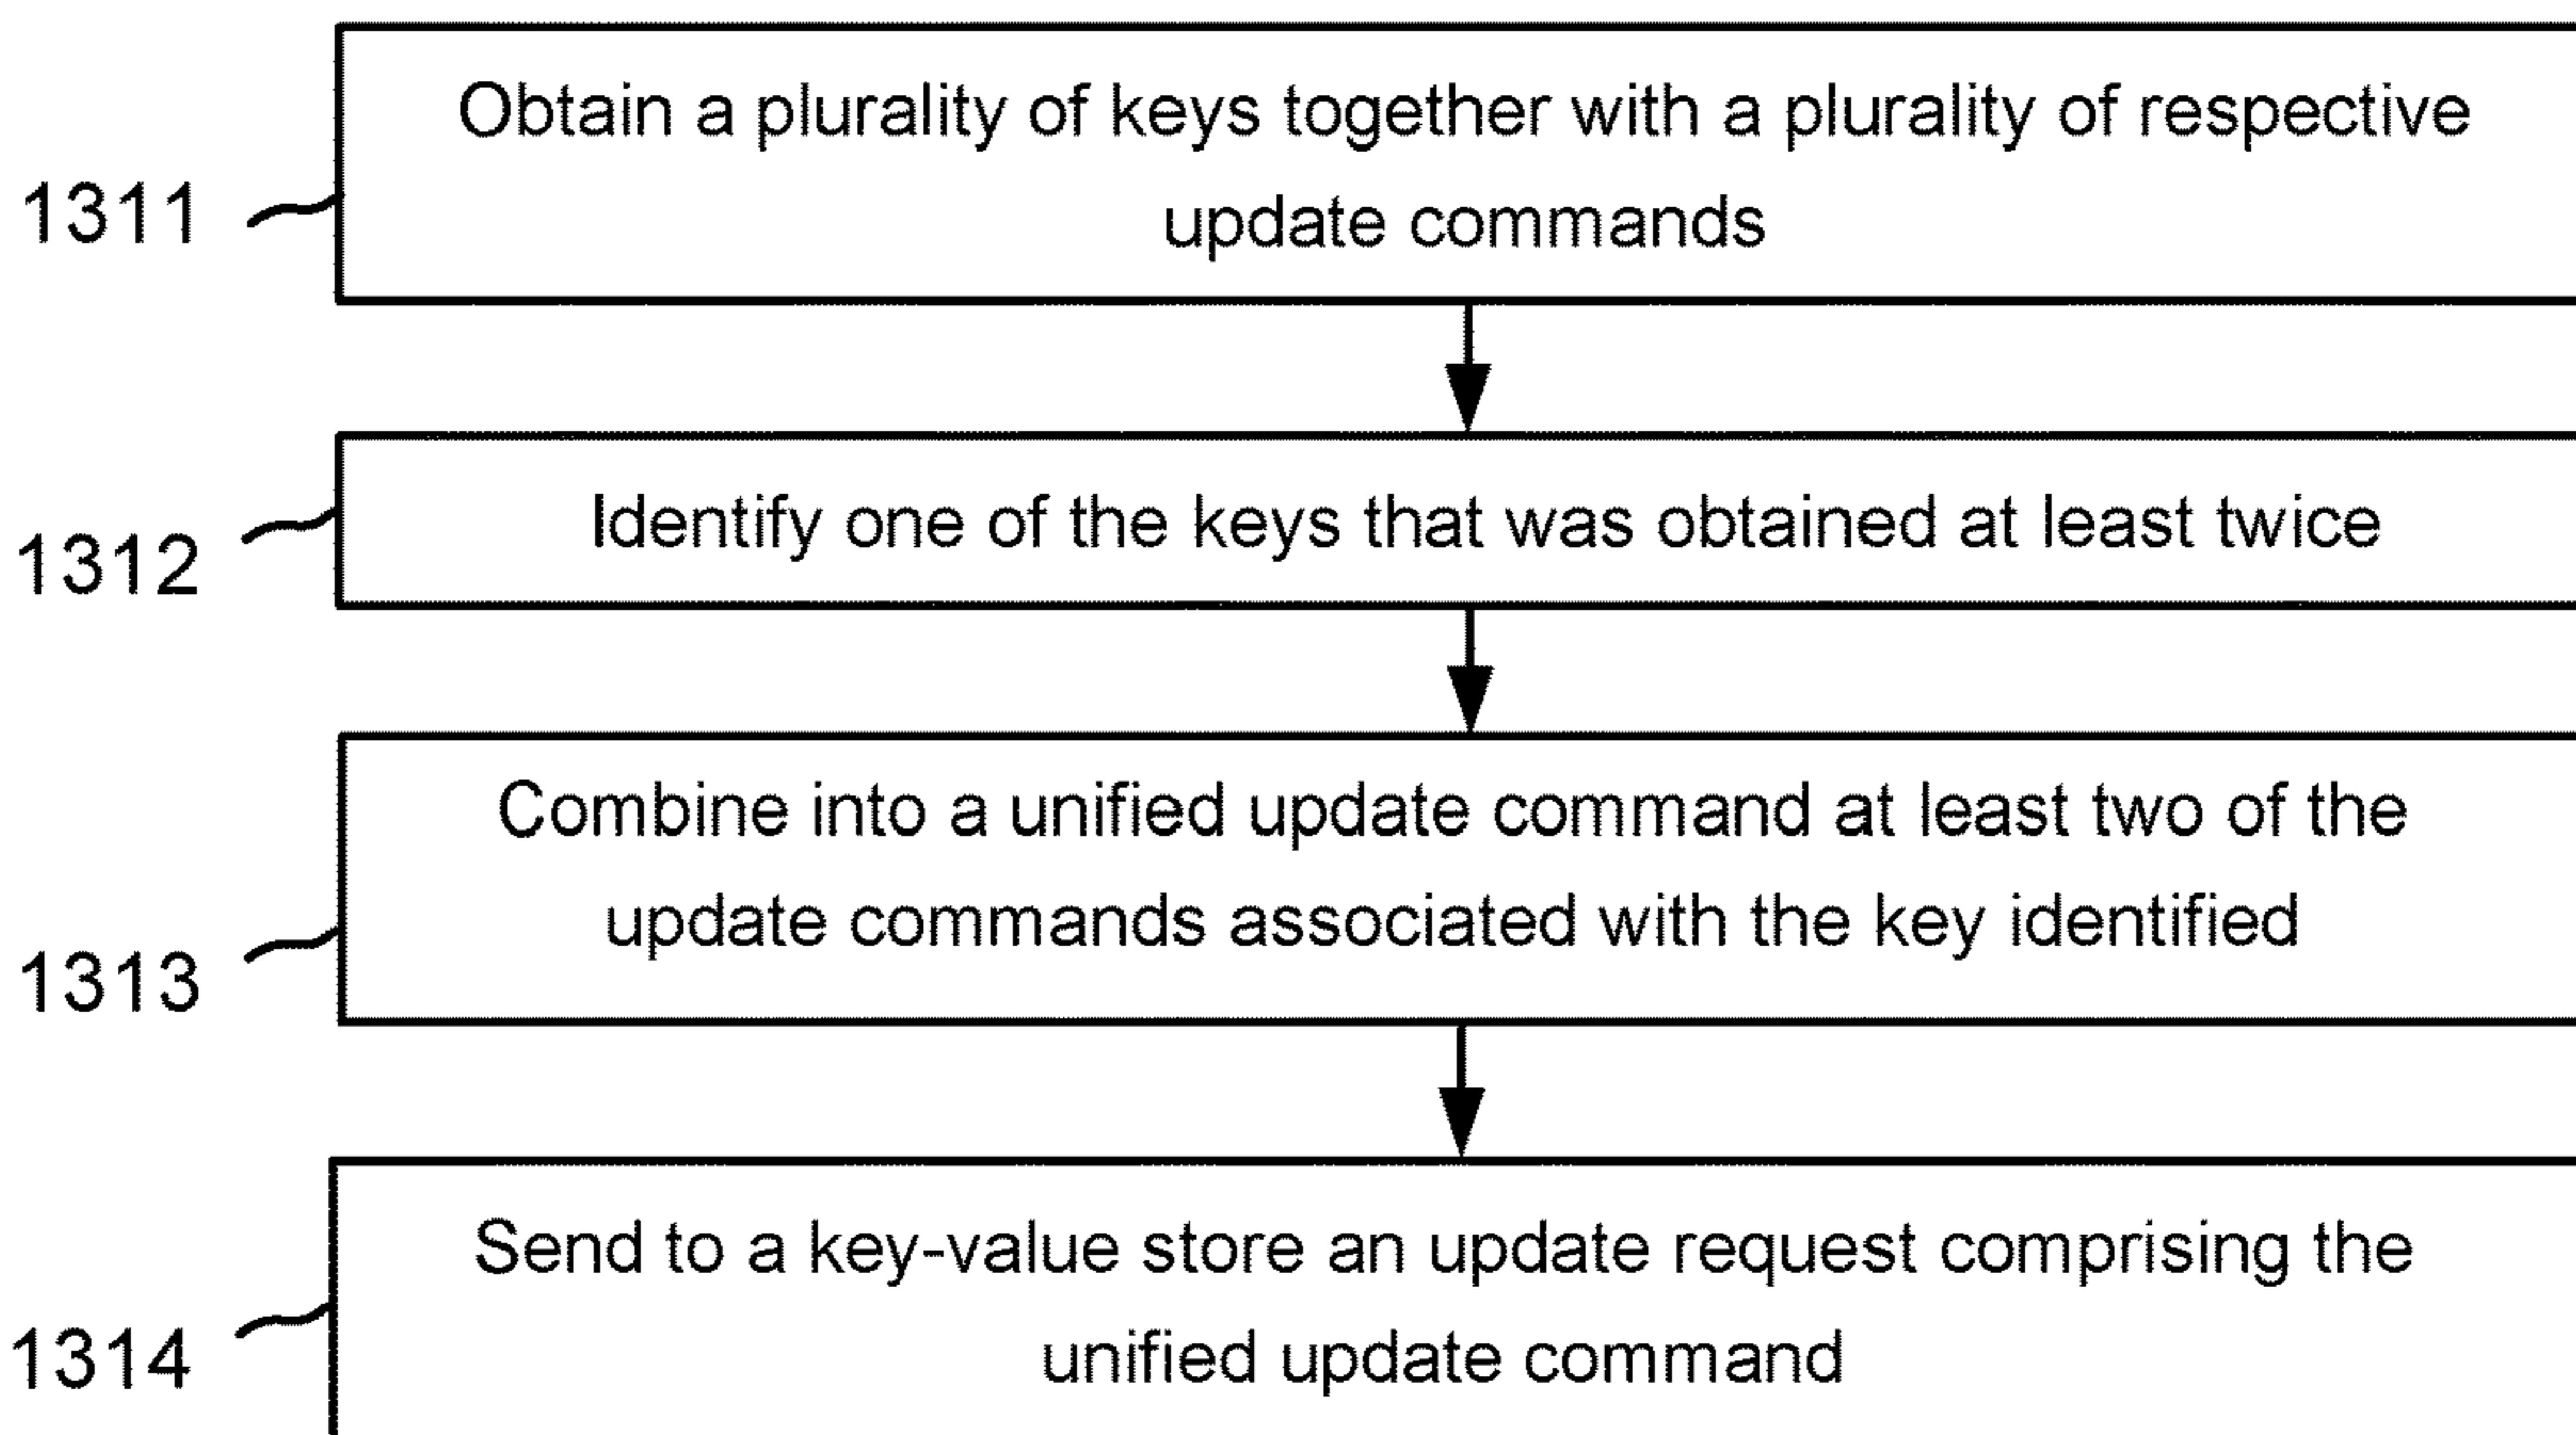 Obtain a plurality of keys together with a plurality of respective
update commands
1311
Identify one of the keys that was obtained at least twice
1312
Combine into a unified update command at least two of the
update commands associated with the key identified
1313
Send to a key-value store an update request comprising the
unified update command
1314